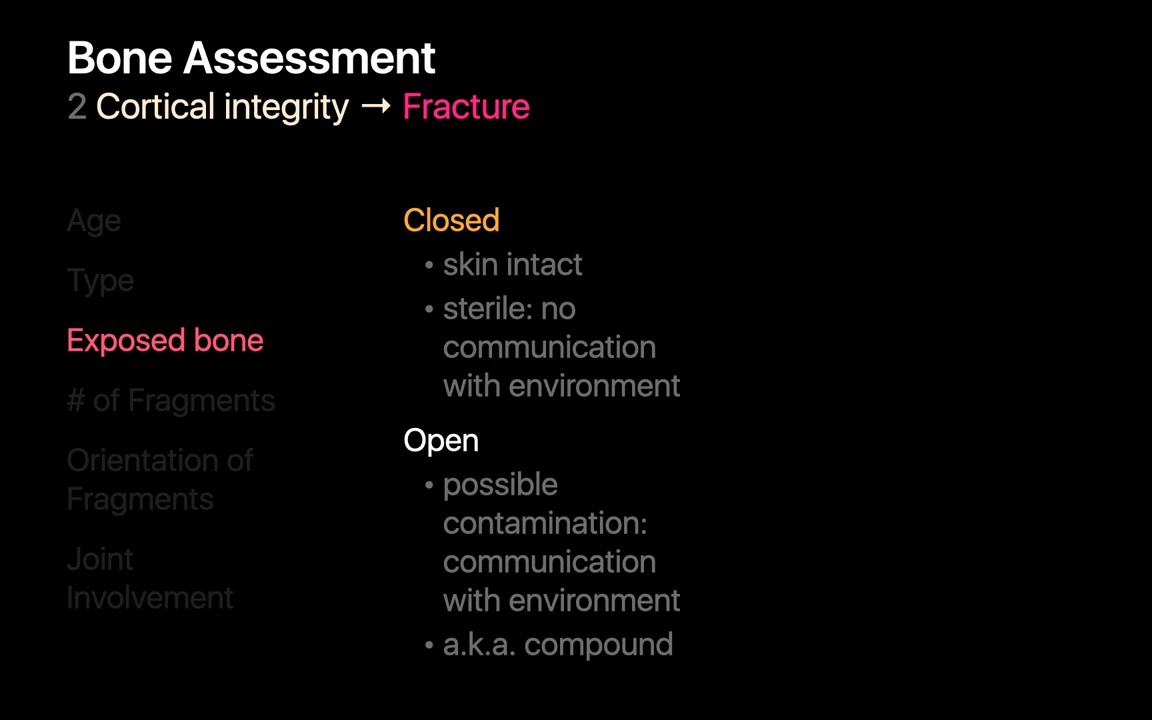 Bone Assessment
2 Cortical integrity → Fracture
Age
Type
Exposed bone
# of Fragments
Orientation of
Fragments
Joint
Involvement
Closed
• skin intact
• sterile: no
communication
with environment
Open
• possible
contamination:
communication
with environment
• a.k.a. compound